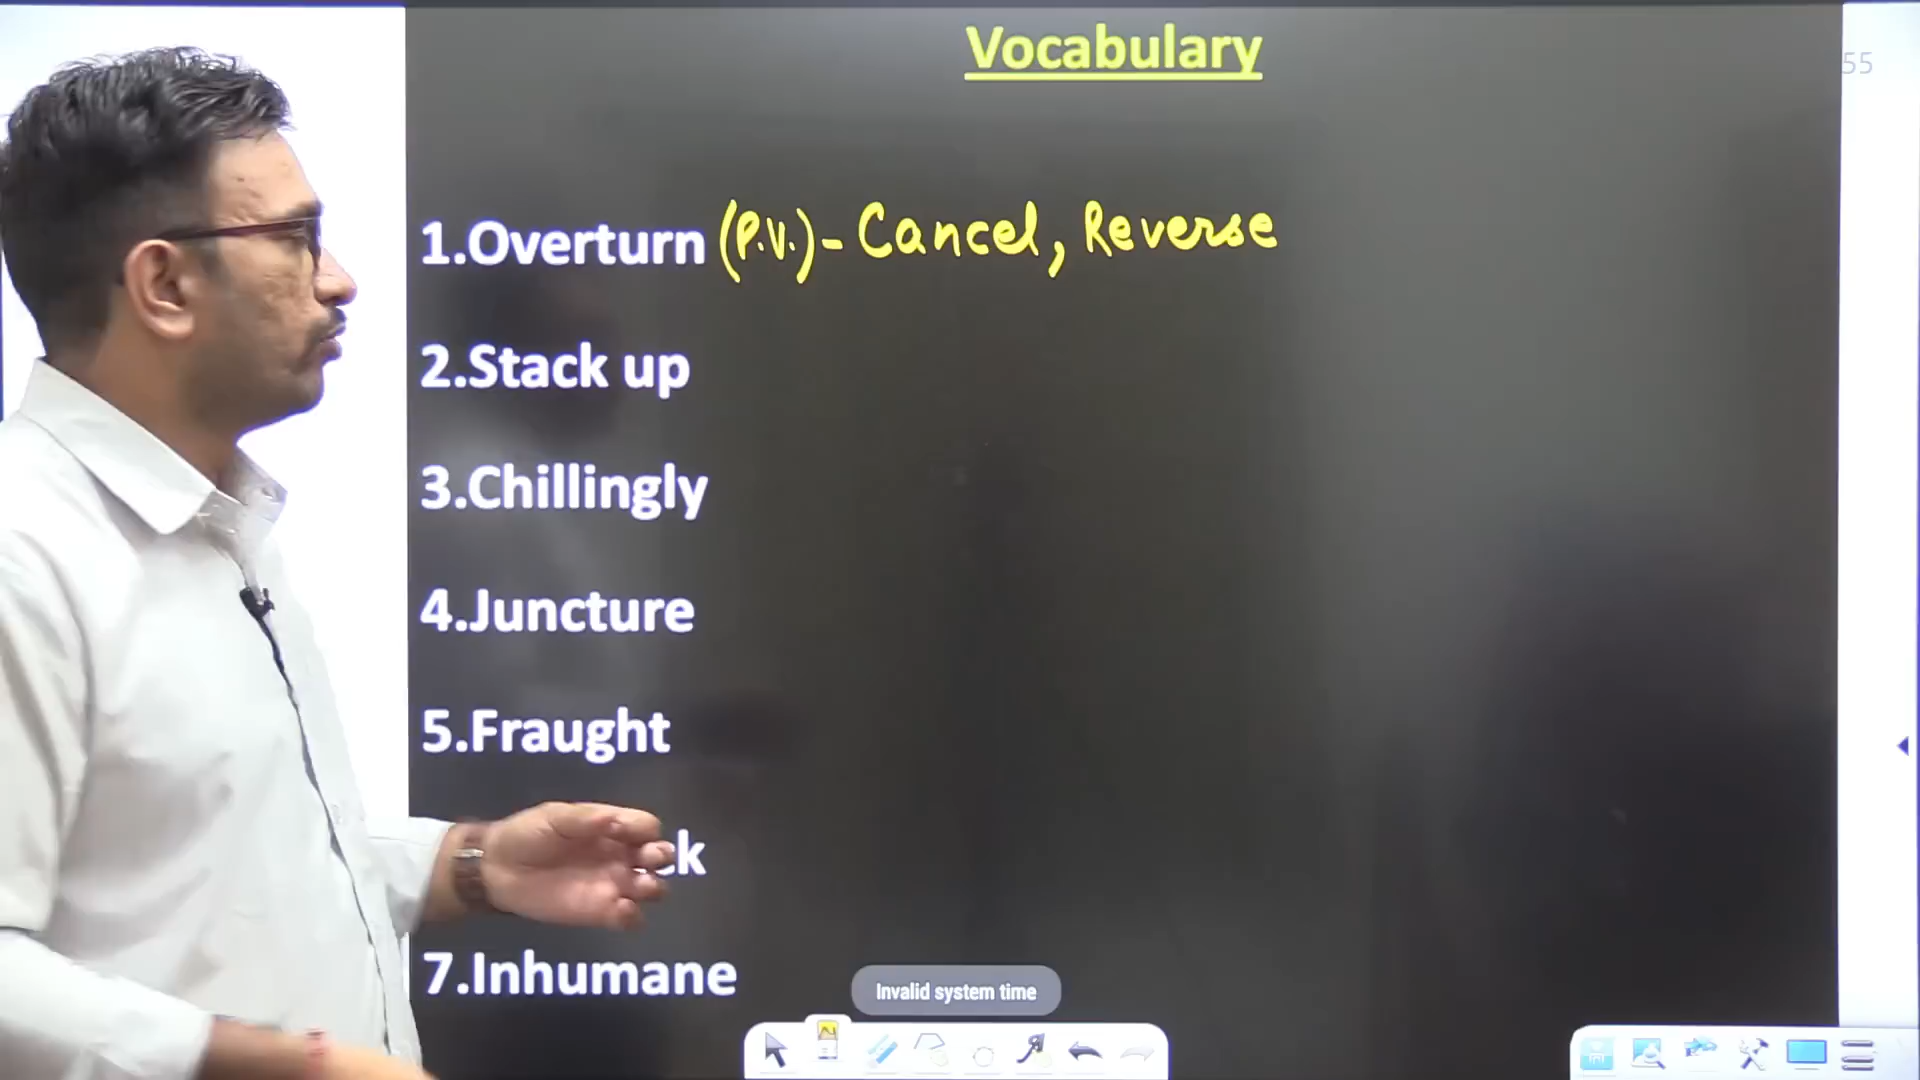 Vocabulary
55
1.Overturn (P.V.) - Cancel, Reverse
2.Stack up
3.Chillingly
4.Juncture
5.Fraught
7.Inhumane
Invalid system time